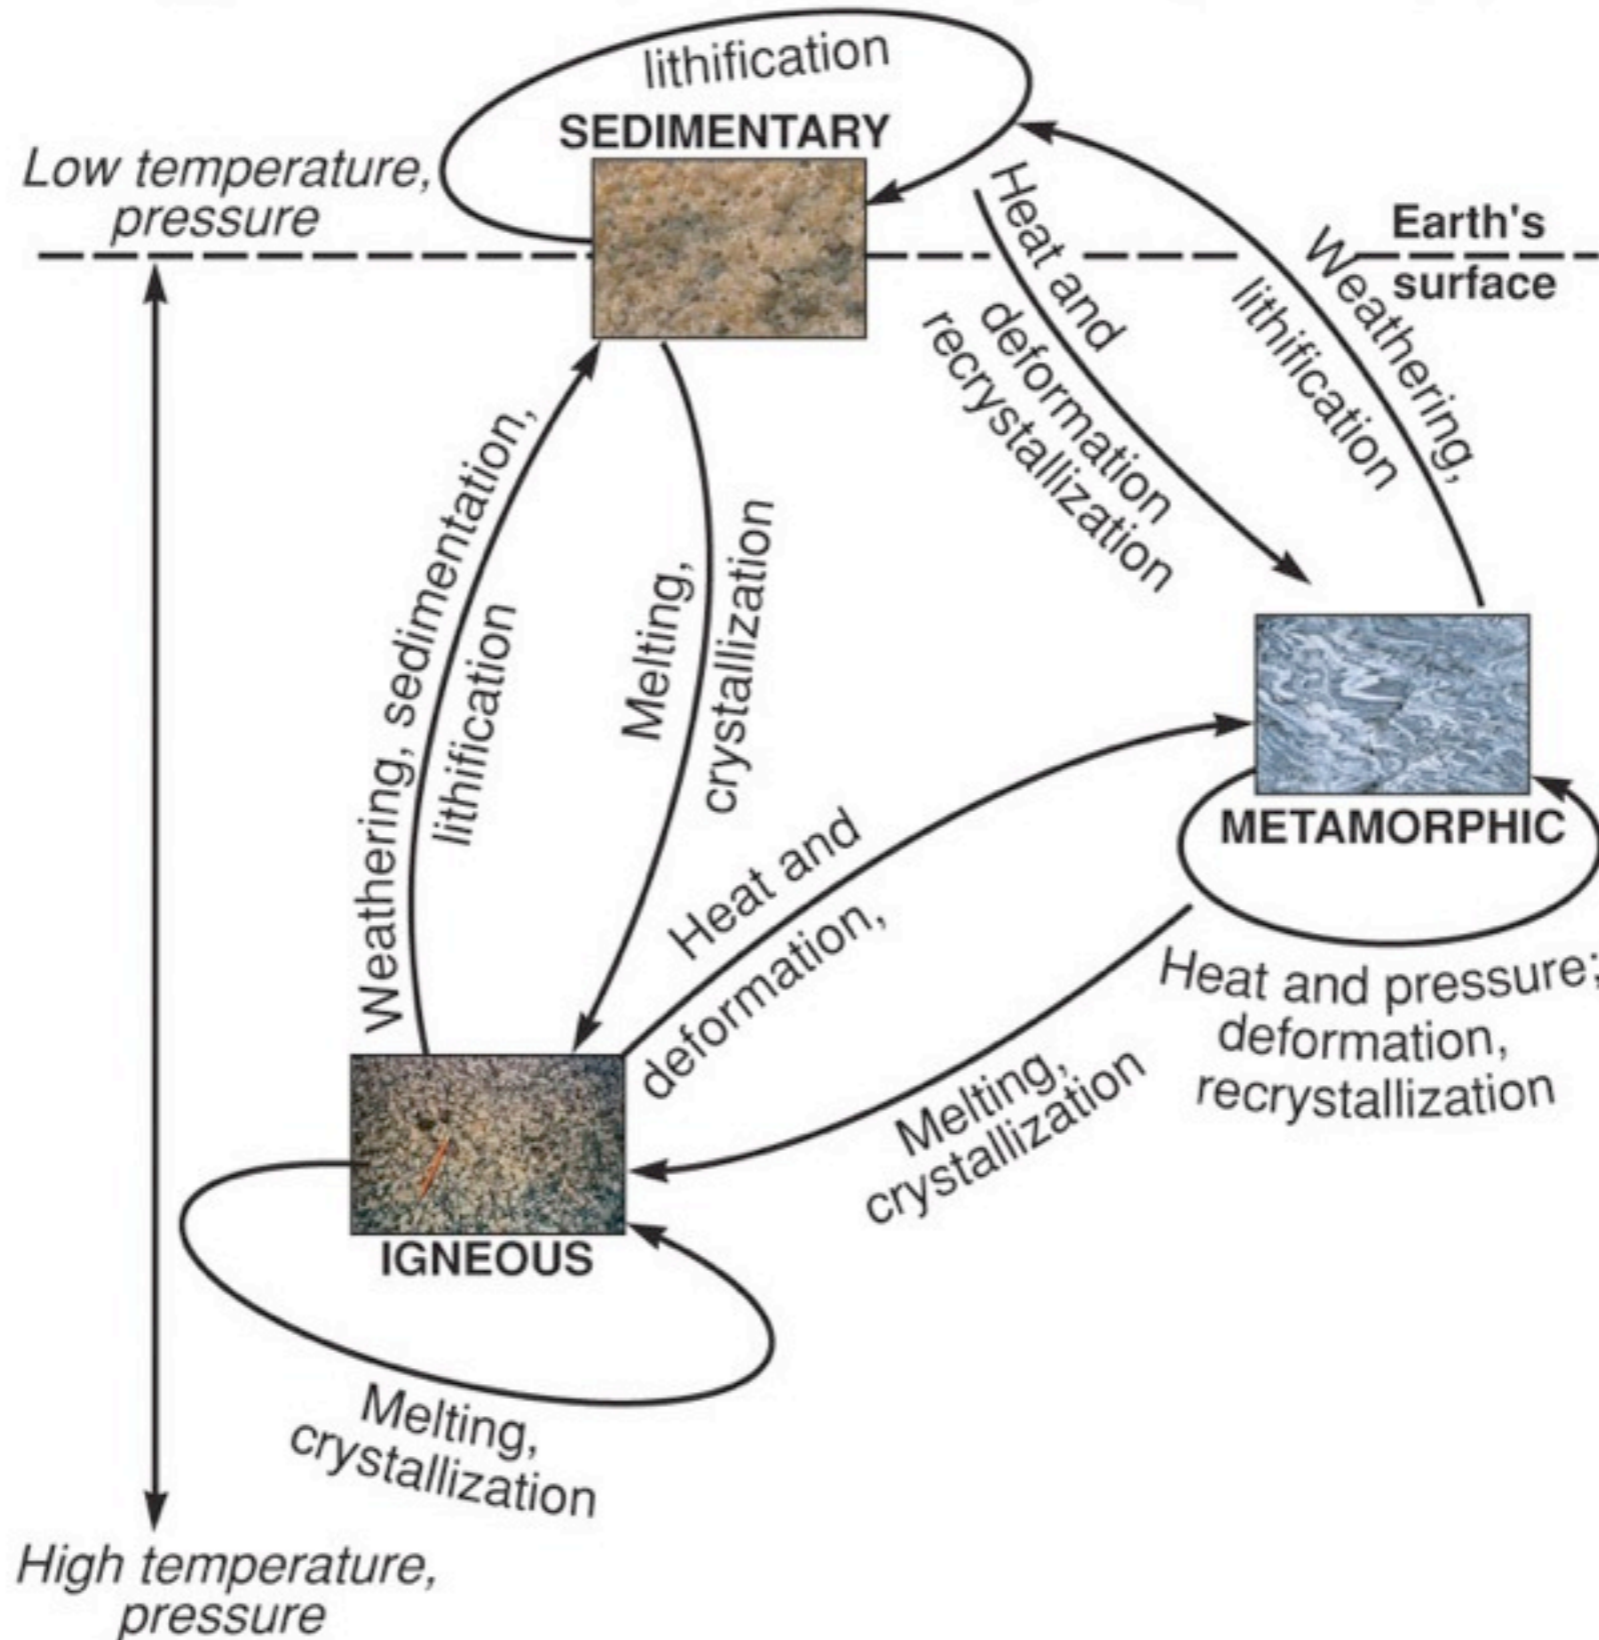 lithification
SEDIMENTARY
Low temperature,
pressure
Earth's
surface
Heat and
deformation
recrystallization
Weathering,
lithification
Weathering, sedimentation,
lithification
Melting,
crystallization
Heat and
deformation,
METAMORPHIC
Heat and pressure;
deformation,
recrystallization
Melting,
crystallization
IGNEOUS
Melting,
crystallization
High temperature,
pressure